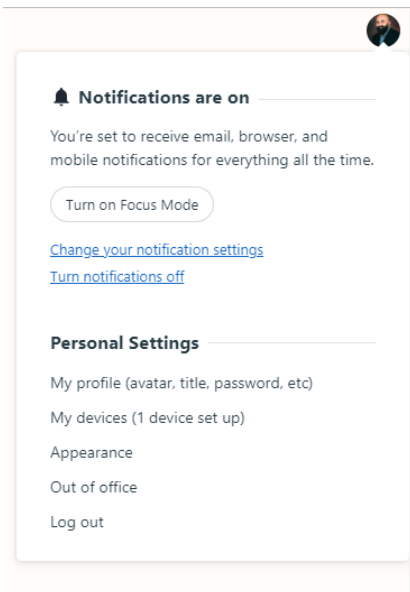 Notifications are on
You’re set to receive email, browser, and
mobile notifications for everything all the time.
Turn on Focus Mode
Change your notification settings
Turn notifications off
Personal Settings
My profile (avatar, title, password, etc)
My devices (1 device set up)
Appearance
Out of office
Log out